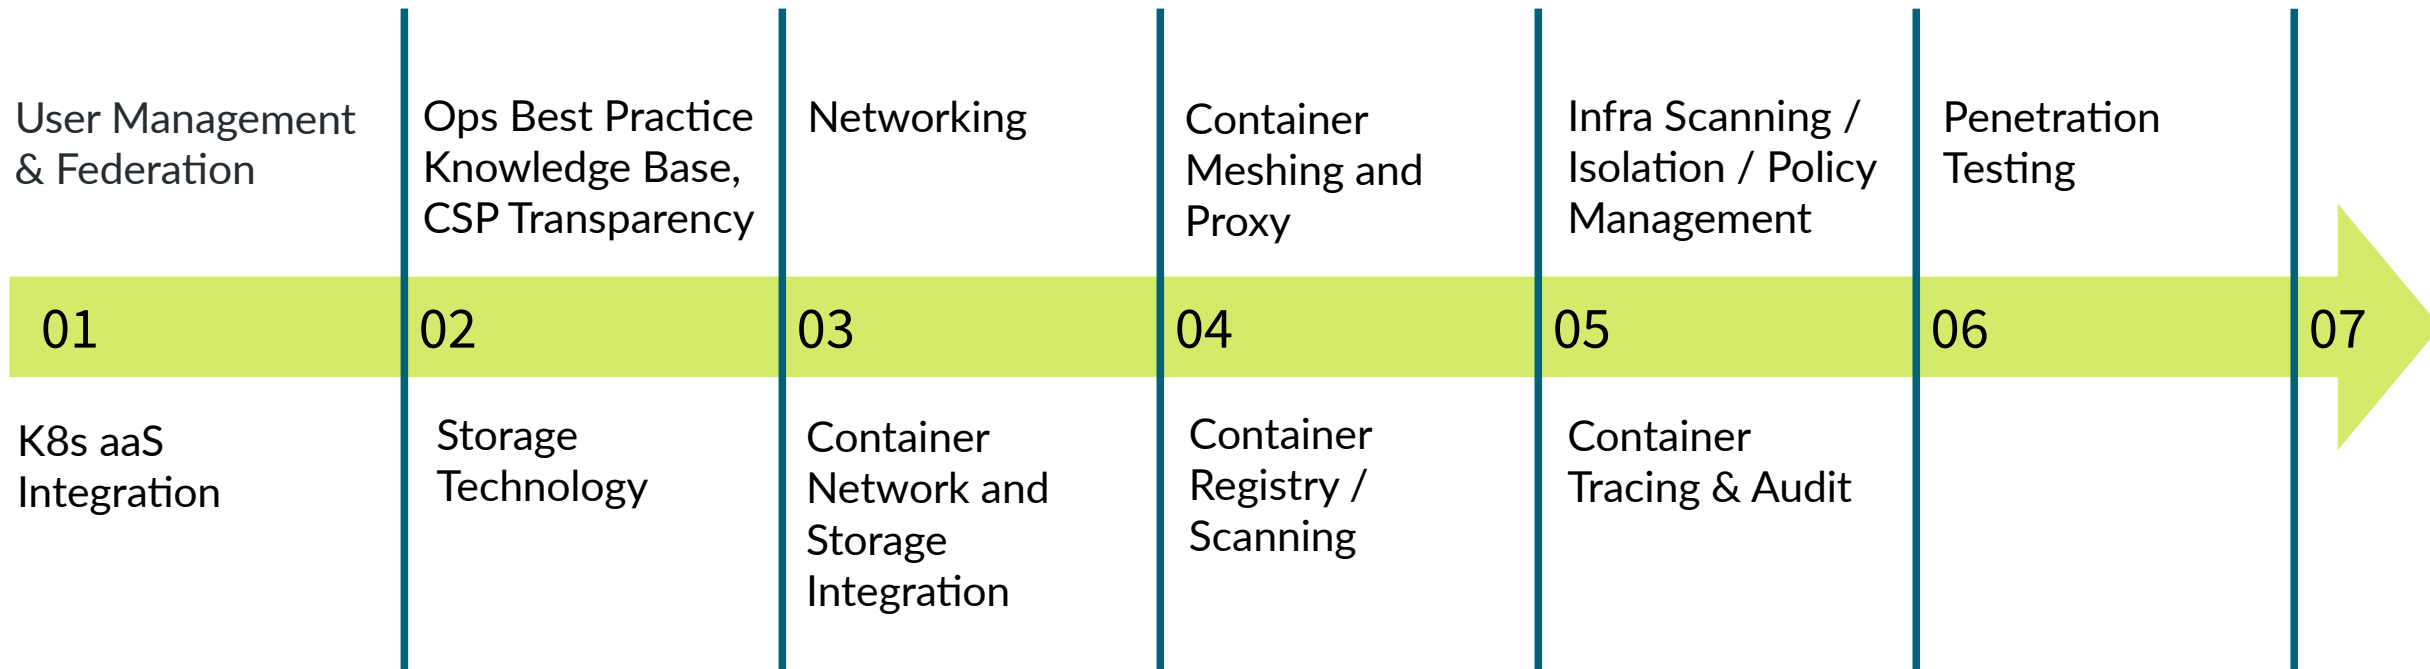 User Management
& Federation
Ops Best Practice
Knowledge Base,
CSP Transparency
Networking
Container
Meshing and
Proxy
Infra Scanning /
Isolation / Policy
Management
Penetration
Testing
01
02
03
04
05
06
07
K8s aaS
Integration
Storage
Technology
Container
Network and
Storage
Integration
Container
Registry /
Scanning
Container
Tracing & Audit